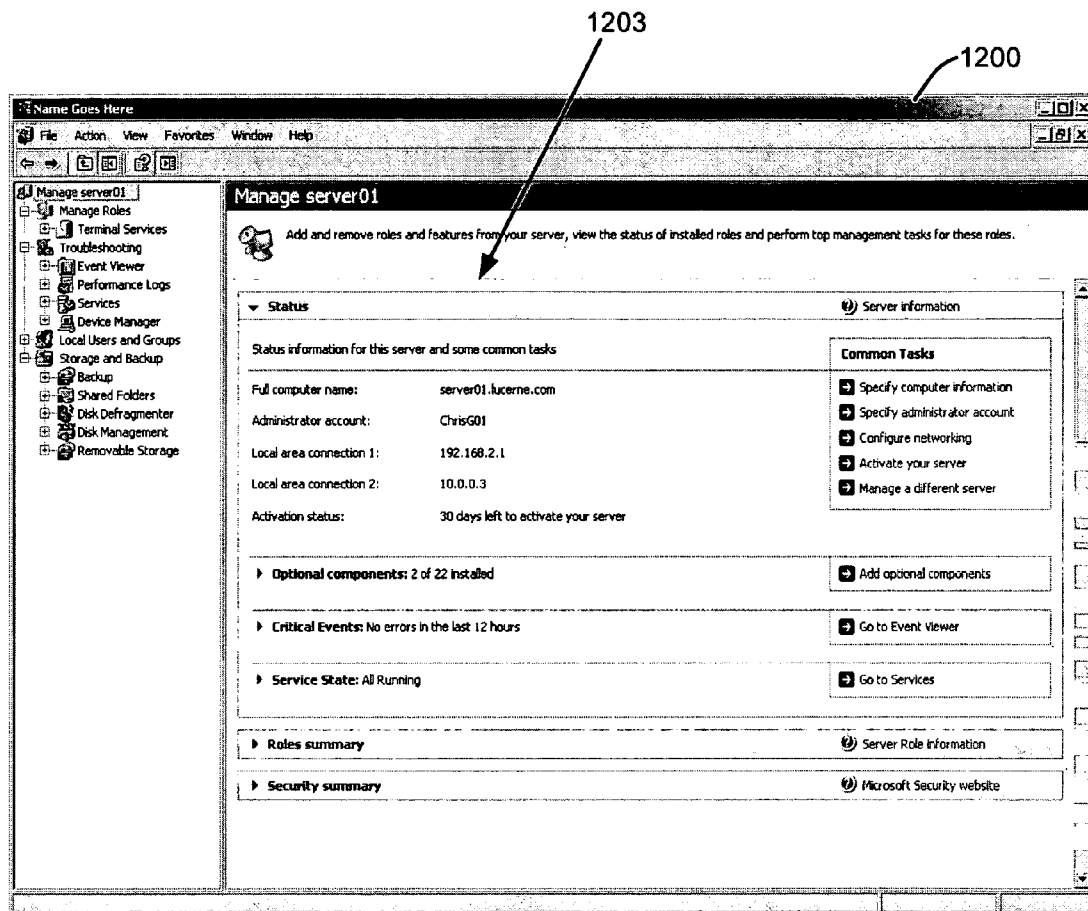 1203
1200
Name Goes Here
File Action View Favorites Window Help
Manage server01
Manage Roles
Terminal Services
Troubleshooting
Event Viewer
Performance Logs
Services
Device Manager
Local Users and Groups
Storage and Backup
Backup
Shared Folders
Disk Defragmenter
Disk Management
Removable Storage
Manage server01
Add and remove roles and features from your server, view the status of installed roles and perform top management tasks for these roles.
Status
Server information
Status information for this server and some common tasks
Full computer name: server01.lucerne.com
Administrator account: ChrisG01
Local area connection 1: 192.168.2.1
Local area connection 2: 10.0.0.3
Activation status: 30 days left to activate your server
Common Tasks
Specify computer information
Specify administrator account
Configure networking
Activate your server
Manage a different server
Optional components: 2 of 22 installed
Add optional components
Critical Events: No errors in the last 12 hours
Go to Event Viewer
Service State: All Running
Go to Services
Roles summary
Server Role information
Security summary
Microsoft Security website